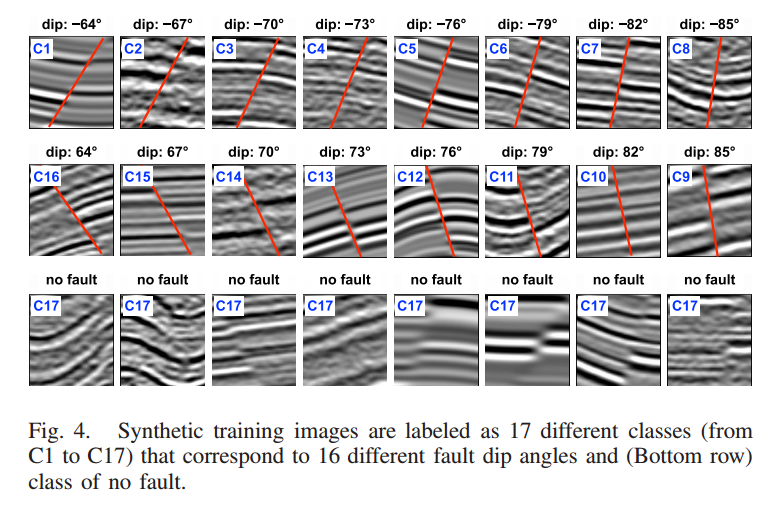 dip: −64° dip: −67° dip: −70° dip: −73° dip: −76° dip: −79° dip: −82° dip: −85°
C1 C2 C3 C4 C5 C6 C7 C8
dip: 64° dip: 67° dip: 70° dip: 73° dip: 76° dip: 79° dip: 82° dip: 85°
C16 C15 C14 C13 C12 C11 C10 C9
no fault no fault no fault no fault no fault no fault no fault no fault
C17 C17 C17 C17 C17 C17 C17 C17
Fig. 4. Synthetic training images are labeled as 17 different classes (from
C1 to C17) that correspond to 16 different fault dip angles and (Bottom row)
class of no fault.